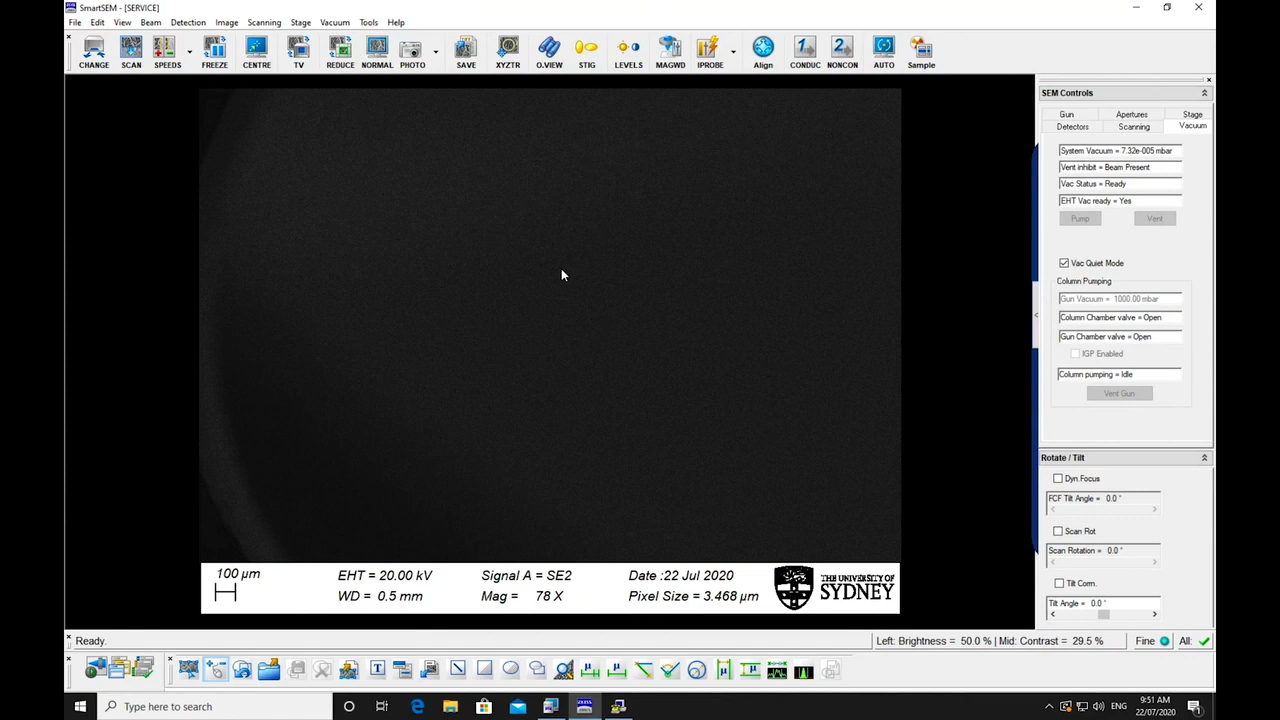 SmartSEM - [SERVICE]
File Edit View Beam Detection Image Scanning Stage Vacuum Tools Help
CHANGE SCAN SPEEDS FREEZE CENTRE TV REDUCE NORMAL PHOTO SAVE XYZTR O.VIEW STIG LEVELS MAGWD IPROBE Align CONDUC NONCON AUTO Sample
SEM Controls
Gun Apertures Stage
Detectors Scanning Vacuum
System Vacuum = 7.32e-005 mbar
Vent inhibit = Beam Present
Vac Status = Ready
EHT Vac ready = Yes
Pump Vent
Vac Quiet Mode
Column Pumping
Gun Vacuum = 1000.00 mbar
Column Chamber valve = Open
Gun Chamber valve = Open
IGP Enabled
Column pumping = Idle
Vent Gun
Rotate / Tilt
Dyn.Focus
FCF Tilt Angle = 0.0 °
Scan Rot
Scan Rotation = 0.0 °
Tilt Corrn.
Tilt Angle = 0.0 °
100 µm EHT = 20.00 kV Signal A = SE2 Date :22 Jul 2020
WD = 0.5 mm Mag = 78 X Pixel Size = 3.468 µm
THE UNIVERSITY OF
SYDNEY
Ready. Left: Brightness = 50.0 % | Mid: Contrast = 29.5 % Fine All:
Type here to search
ENG
9:51 AM
22/07/2020